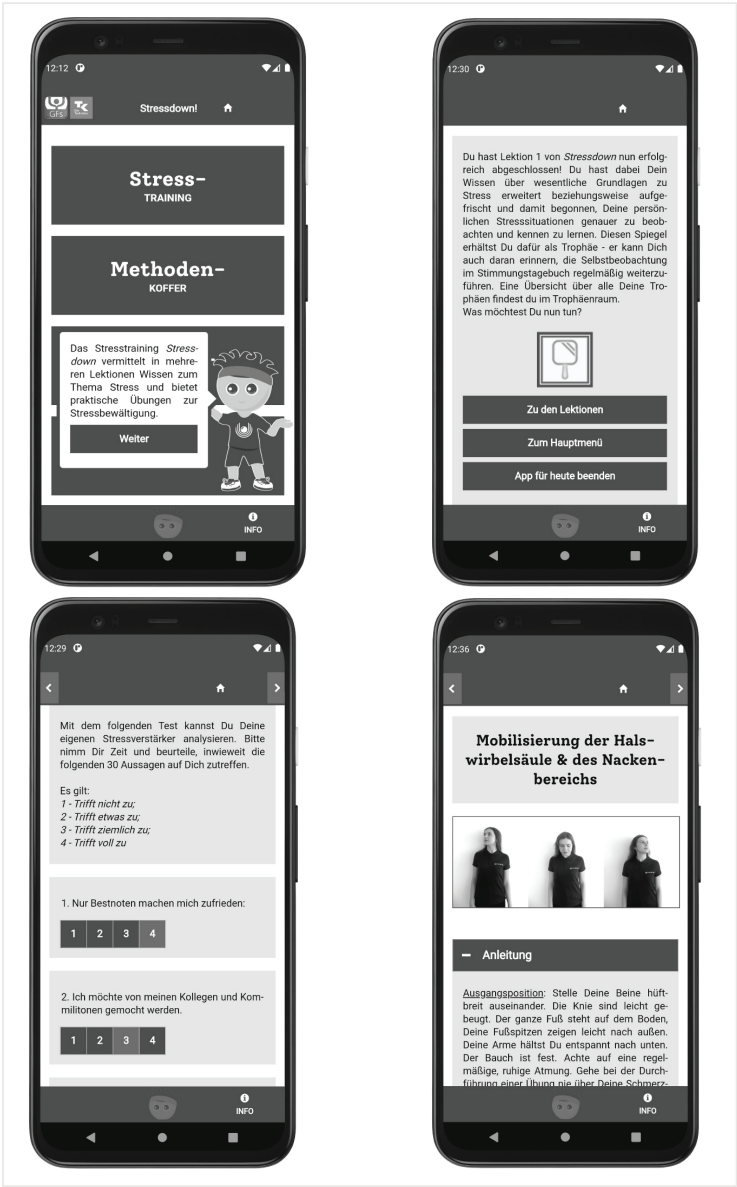 12:12
GFs
TK
Stressdown!
Stress-
TRAINING
Methoden-
KOFFER
Das Stresstraining Stress-
down vermittelt in mehre-
ren Lektionen Wissen zum
Thema Stress und bietet
praktische Übungen zur
Stressbewältigung.
Weiter
INFO
12:30
Du hast Lektion 1 von Stressdown nun erfolg-
reich abgeschlossen! Du hast dabei Dein
Wissen über wesentliche Grundlagen zu
Stress erweitert beziehungsweise aufge-
frischt und damit begonnen, Deine persön-
lichen Stresssituationen genauer zu beob-
achten und kennen zu lernen. Diesen Spiegel
erhältst Du dafür als Trophäe - er kann Dich
auch daran erinnern, die Selbstbeobachtung
im Stimmungstagebuch regelmäßig weiterzu-
führen. Eine Übersicht über alle Deine Tro-
phäen findest du im Trophäenraum.
Was möchtest Du nun tun?
Zu den Lektionen
Zum Hauptmenü
App für heute beenden
INFO
12:29
Mit dem folgenden Test kannst Du Deine
eigenen Stressverstärker analysieren. Bitte
nimm Dir Zeit und beurteile, inwieweit die
folgenden 30 Aussagen auf Dich zutreffen.
Es gilt:
1 - Trifft nicht zu;
2 - Trifft etwas zu;
3 - Trifft ziemlich zu;
4 - Trifft voll zu
1. Nur Bestnoten machen mich zufrieden:
1 2 3 4
2. Ich möchte von meinen Kollegen und Kom-
militonen gemocht werden.
1 2 3 4
INFO
12:36
Mobilisierung der Hals-
wirbelsäule & des Nacken-
bereichs
Anleitung
Ausgangsposition: Stelle Deine Beine hüft-
breit auseinander. Die Knie sind leicht ge-
beugt. Der ganze Fuß steht auf dem Boden,
Deine Fußspitzen zeigen leicht nach außen.
Deine Arme hältst Du entspannt nach unten.
Der Bauch ist fest. Achte auf eine regel-
mäßige, ruhige Atmung. Gehe bei der Durch-
führung einer Übung nie über Deine Schmerz-
INFO